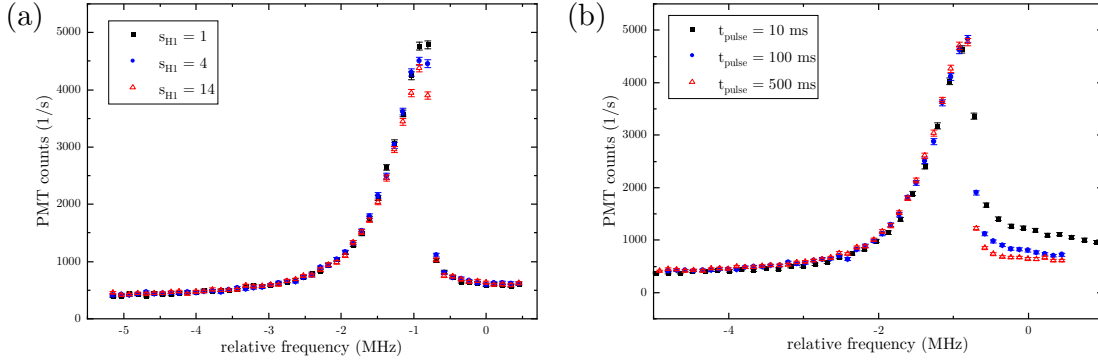 (a)
s_H1 = 1
s_H1 = 4
s_H1 = 14
5000
4000
3000
2000
1000
0
PMT counts (1/s)
-5 -4 -3 -2 -1 0
relative frequency (MHz)
(b)
t_pulse = 10 ms
t_pulse = 100 ms
t_pulse = 500 ms
5000
4000
3000
2000
1000
0
PMT counts (1/s)
-4 -2 0
relative frequency (MHz)